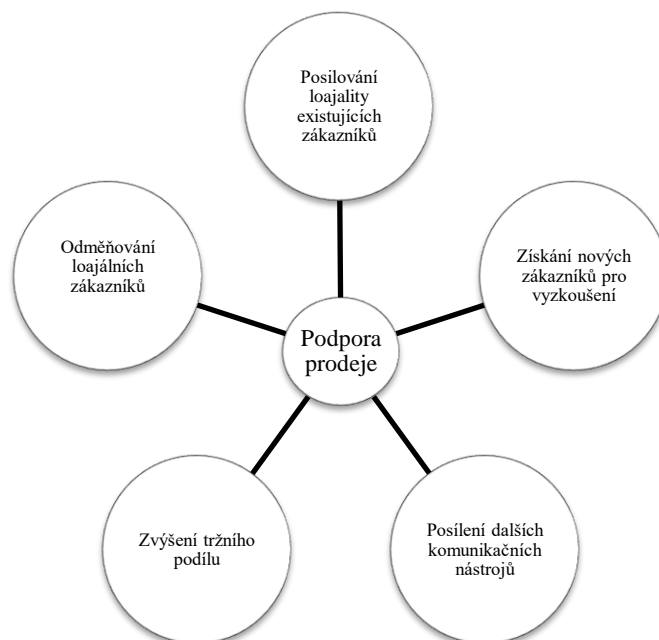 Posilování
loajality
existujících
zákazníků
Odměňování
loajálních
zákazníků
Získání nových
zákazníků pro
vyzkoušení
Podpora
prodeje
Zvýšení tržního
podílu
Posílení dalších
komunikačních
nástrojů